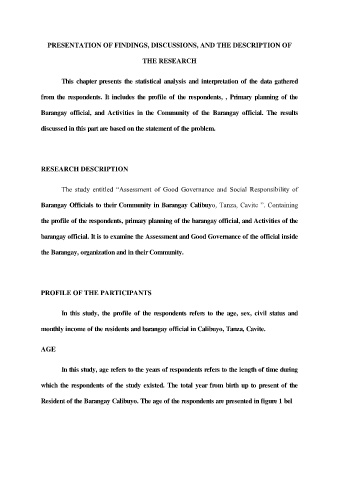 PRESENTATION OF FINDINGS, DISCUSSIONS, AND THE DESCRIPTION OF
THE RESEARCH
This chapter presents the statistical analysis and interpretation of the data gathered
from the respondents. It includes the profile of the respondents, , Primary planning of the
Barangay official, and Activities in the Community of the Barangay official. The results
discussed in this part are based on the statement of the problem.
RESEARCH DESCRIPTION
The study entitled “Assessment of Good Governance and Social Responsibility of
Barangay Officials to their Community in Barangay Calibuyo, Tanza, Cavite ”. Containing
the profile of the respondents, primary planning of the barangay official, and Activities of the
barangay official. It is to examine the Assessment and Good Governance of the official inside
the Barangay, organization and in their Community.
PROFILE OF THE PARTICIPANTS
In this study, the profile of the respondents refers to the age, sex, civil status and
monthly income of the residents and barangay official in Calibuyo, Tanza, Cavite.
AGE
In this study, age refers to the years of respondents refers to the length of time during
which the respondents of the study existed. The total year from birth up to present of the
Resident of the Barangay Calibuyo. The age of the respondents are presented in figure 1 bel